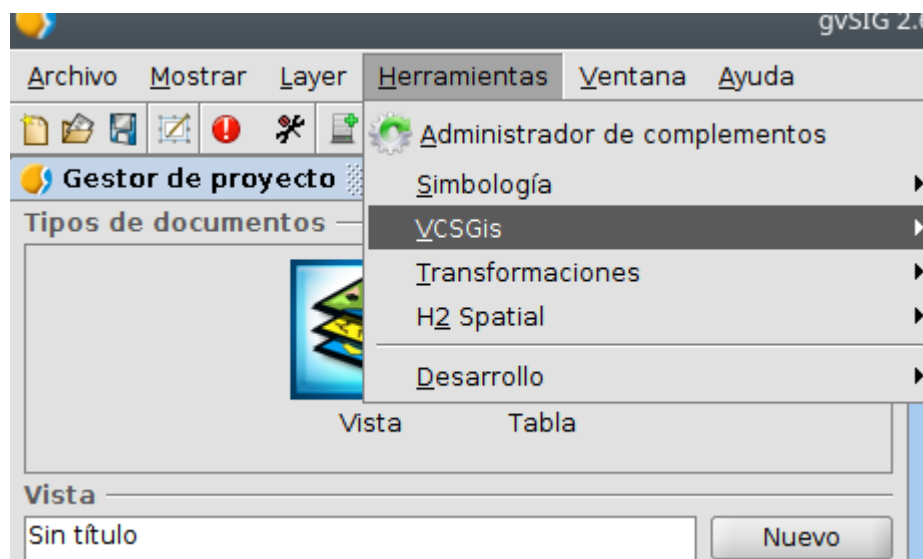 gvSIG 2.
Archivo Mostrar Layer Herramientas Ventana Ayuda
Administrador de complementos
Gestor de proyecto
Simbología
Tipos de documentos
VCSGis
Transformaciones
H2 Spatial
Desarrollo
Vista Tabla
Vista
Sin título Nuevo